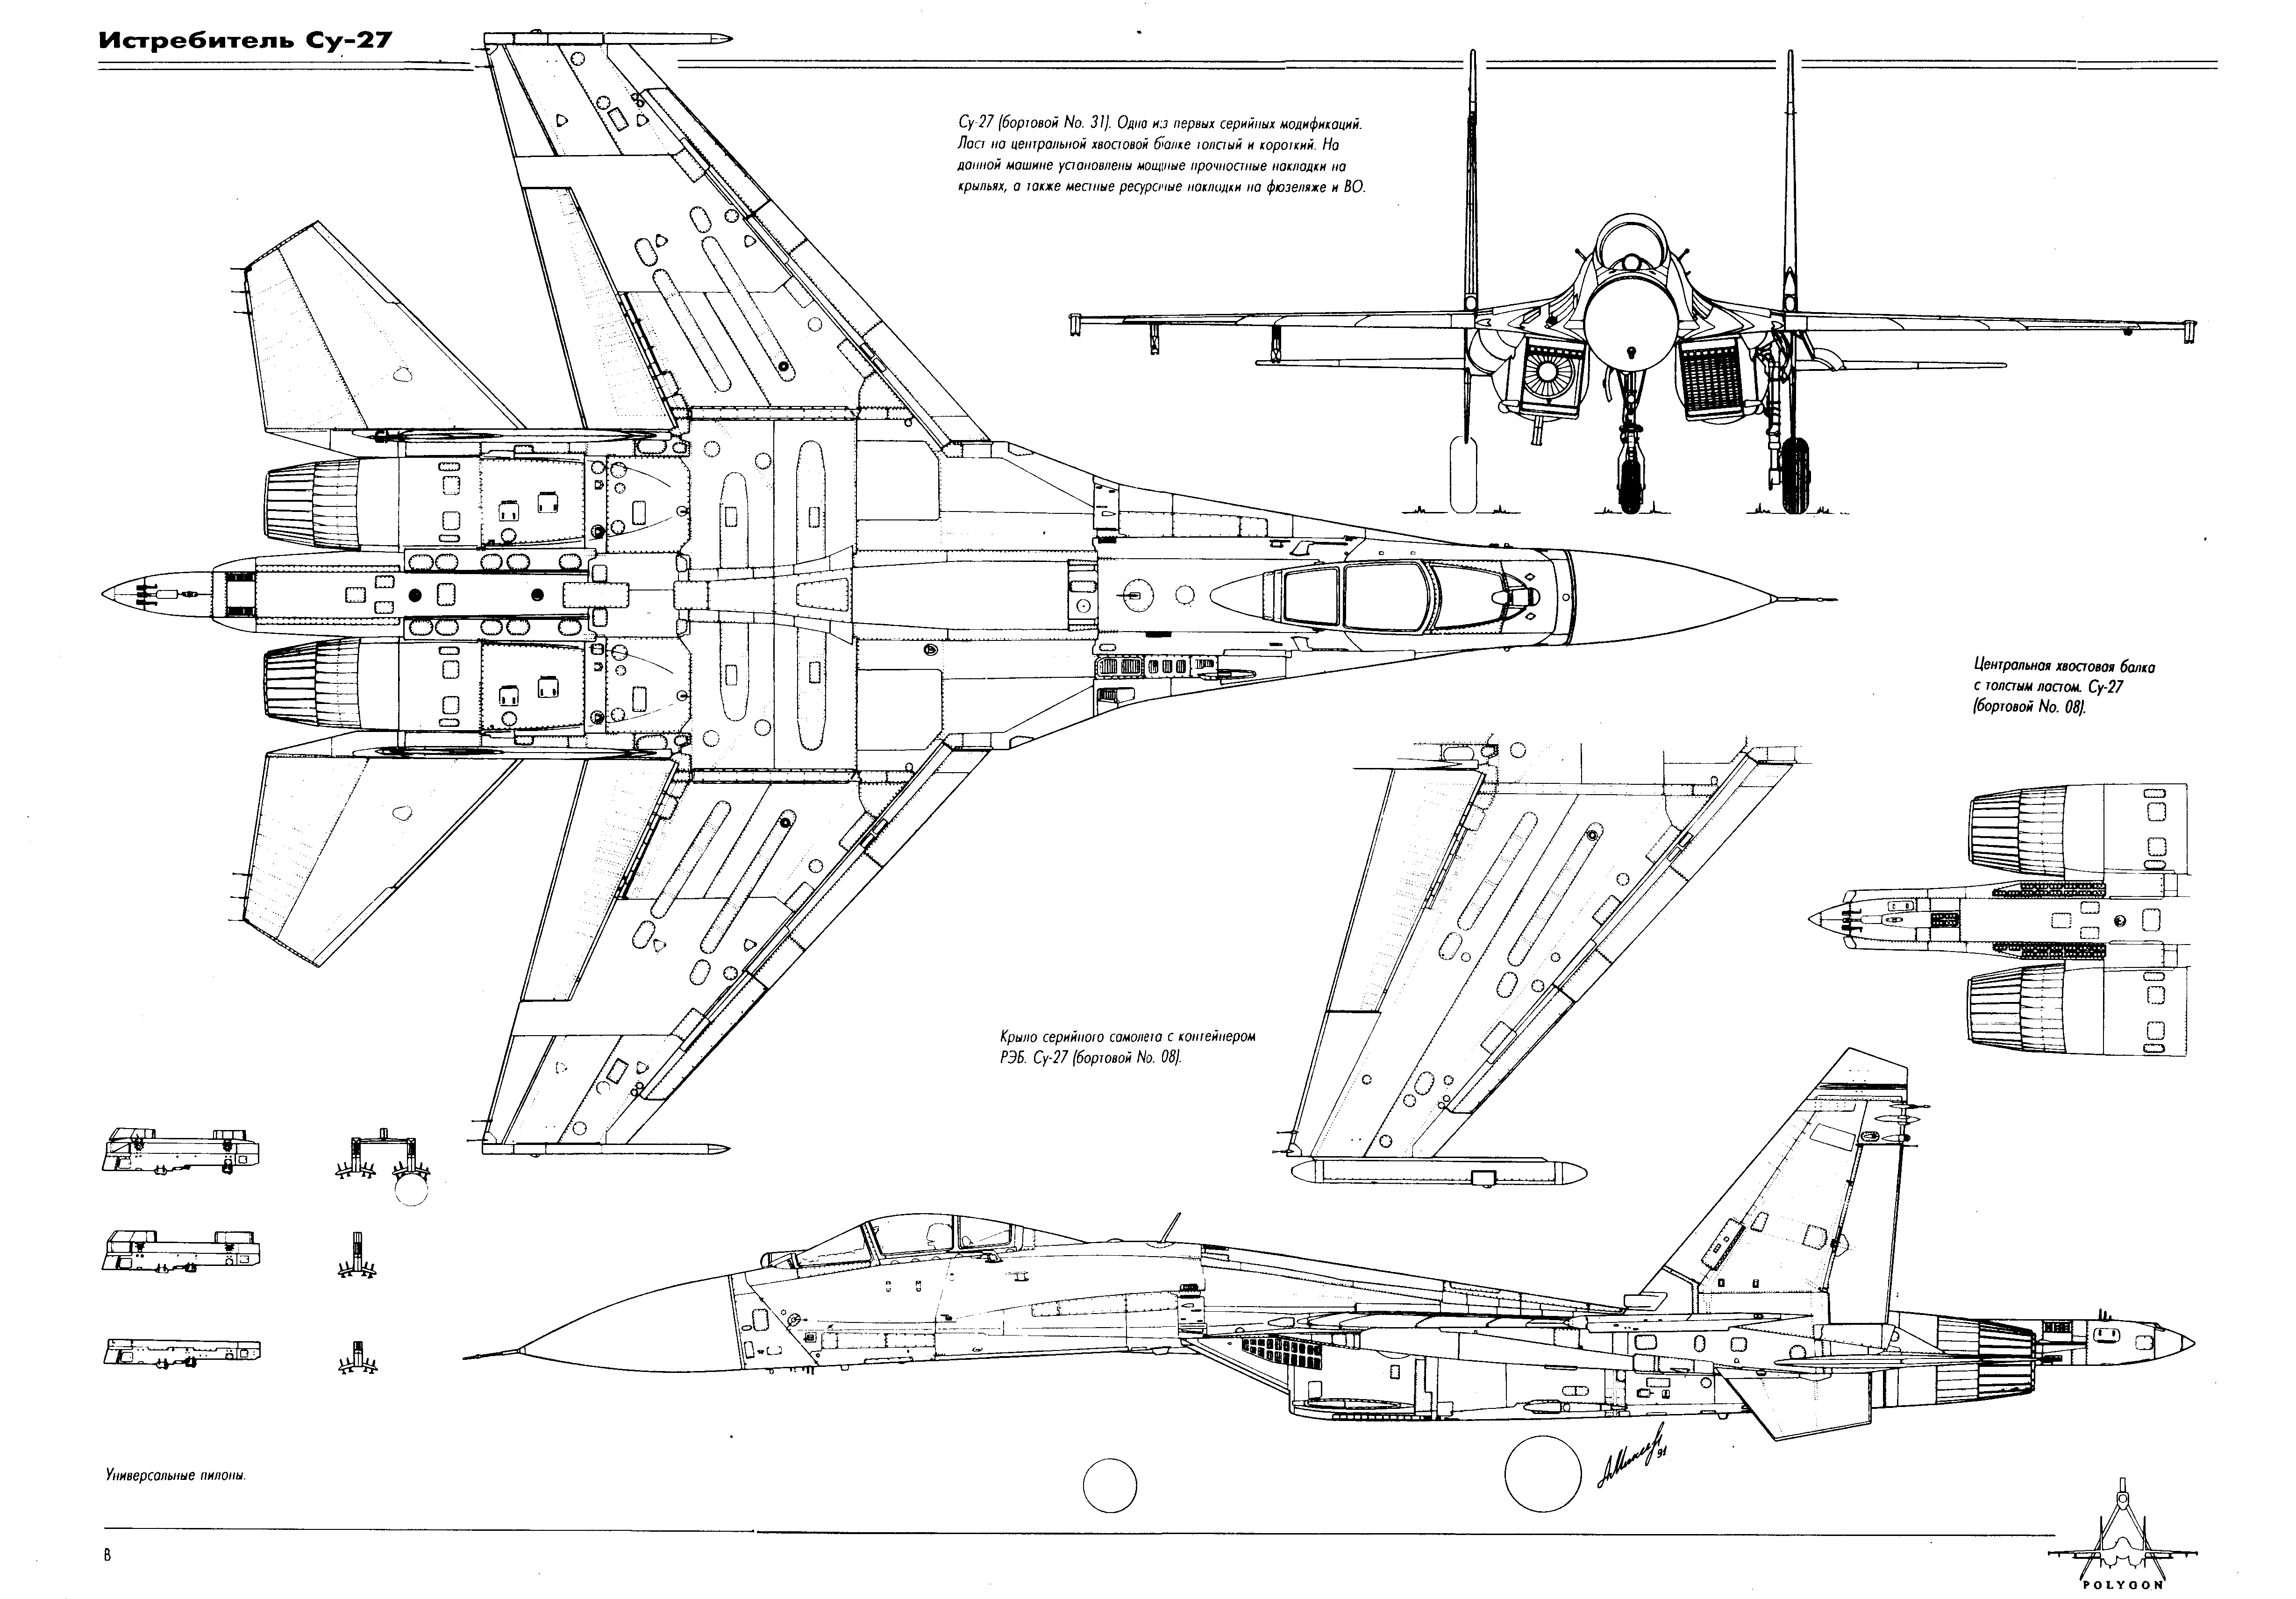 Истребитель Су-27
Су-27 (бортовой No. 31). Одна из первых серийных модификаций.
Ласт на центральной хвостовой балке толстый и короткий. На
данной машине установлены мощные прочностные накладки на
крыльях, а также местные ресурсные накладки на фюзеляже и ВО.
Центральная хвостовая балка
с толстым ластом. Су-27
(бортовой No. 08).
Крыло серийного самолета с контейнером
РЭБ. Су-27 (бортовой No. 08).
91
Универсальные пилоны.
В
POLYGON